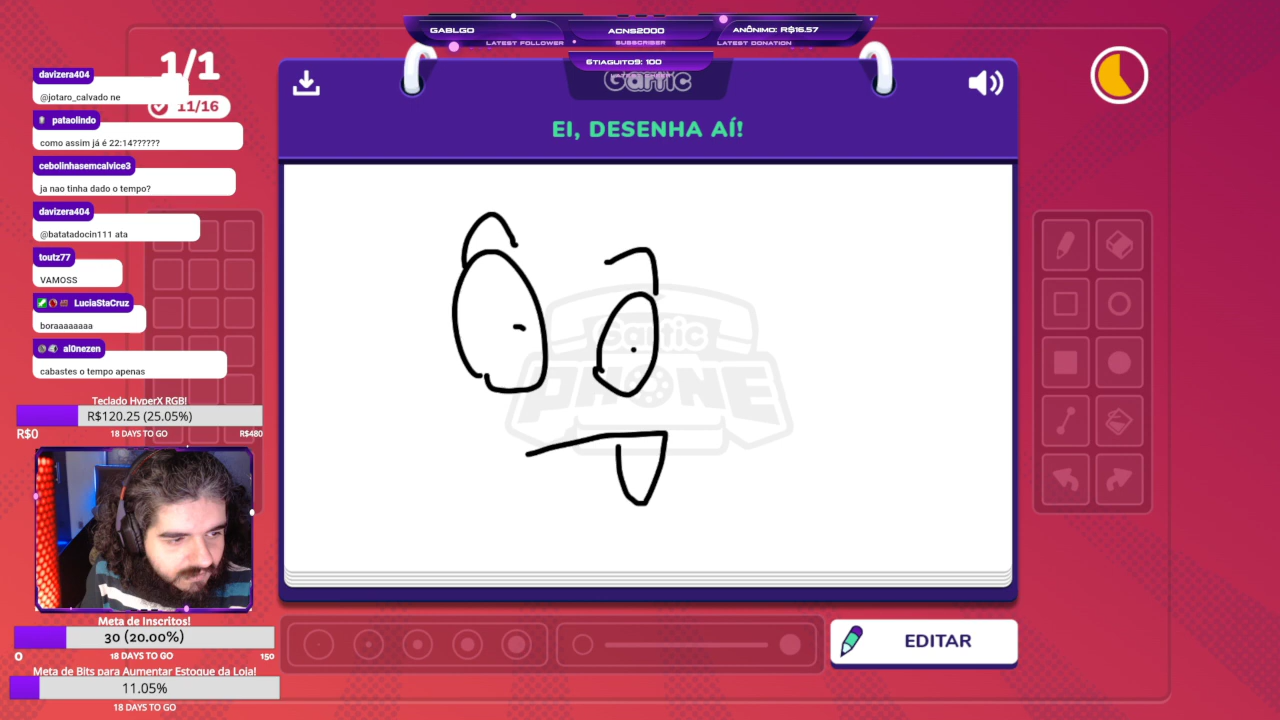 GABLGO
LATEST FOLLOWER
ACNS2000
SUBSCRIBER
ANÔNIMO: R$16.57
LATEST DONATION
6TIAGUITO9: 100
Gartic
EI, DESENHA AÍ!
1/1
11/16
davizera404
@jotaro_calvado ne
pataolindo
como assim já é 22:14??????
cebolinhasemcalvice3
ja nao tinha dado o tempo?
davizera404
@batatadocin111 ata
toutz77
VAMOSS
LuciaStaCruz
boraaaaaaaa
al0nezen
cabastes o tempo apenas
Teclado HyperX RGB!
R$120.25 (25.05%)
R$0
18 DAYS TO GO
R$480
Gartic
PHONE
Meta de Inscritos!
30 (20.00%)
0
18 DAYS TO GO
150
Meta de Bits para Aumentar Estoque da Loja!
11.05%
18 DAYS TO GO
EDITAR